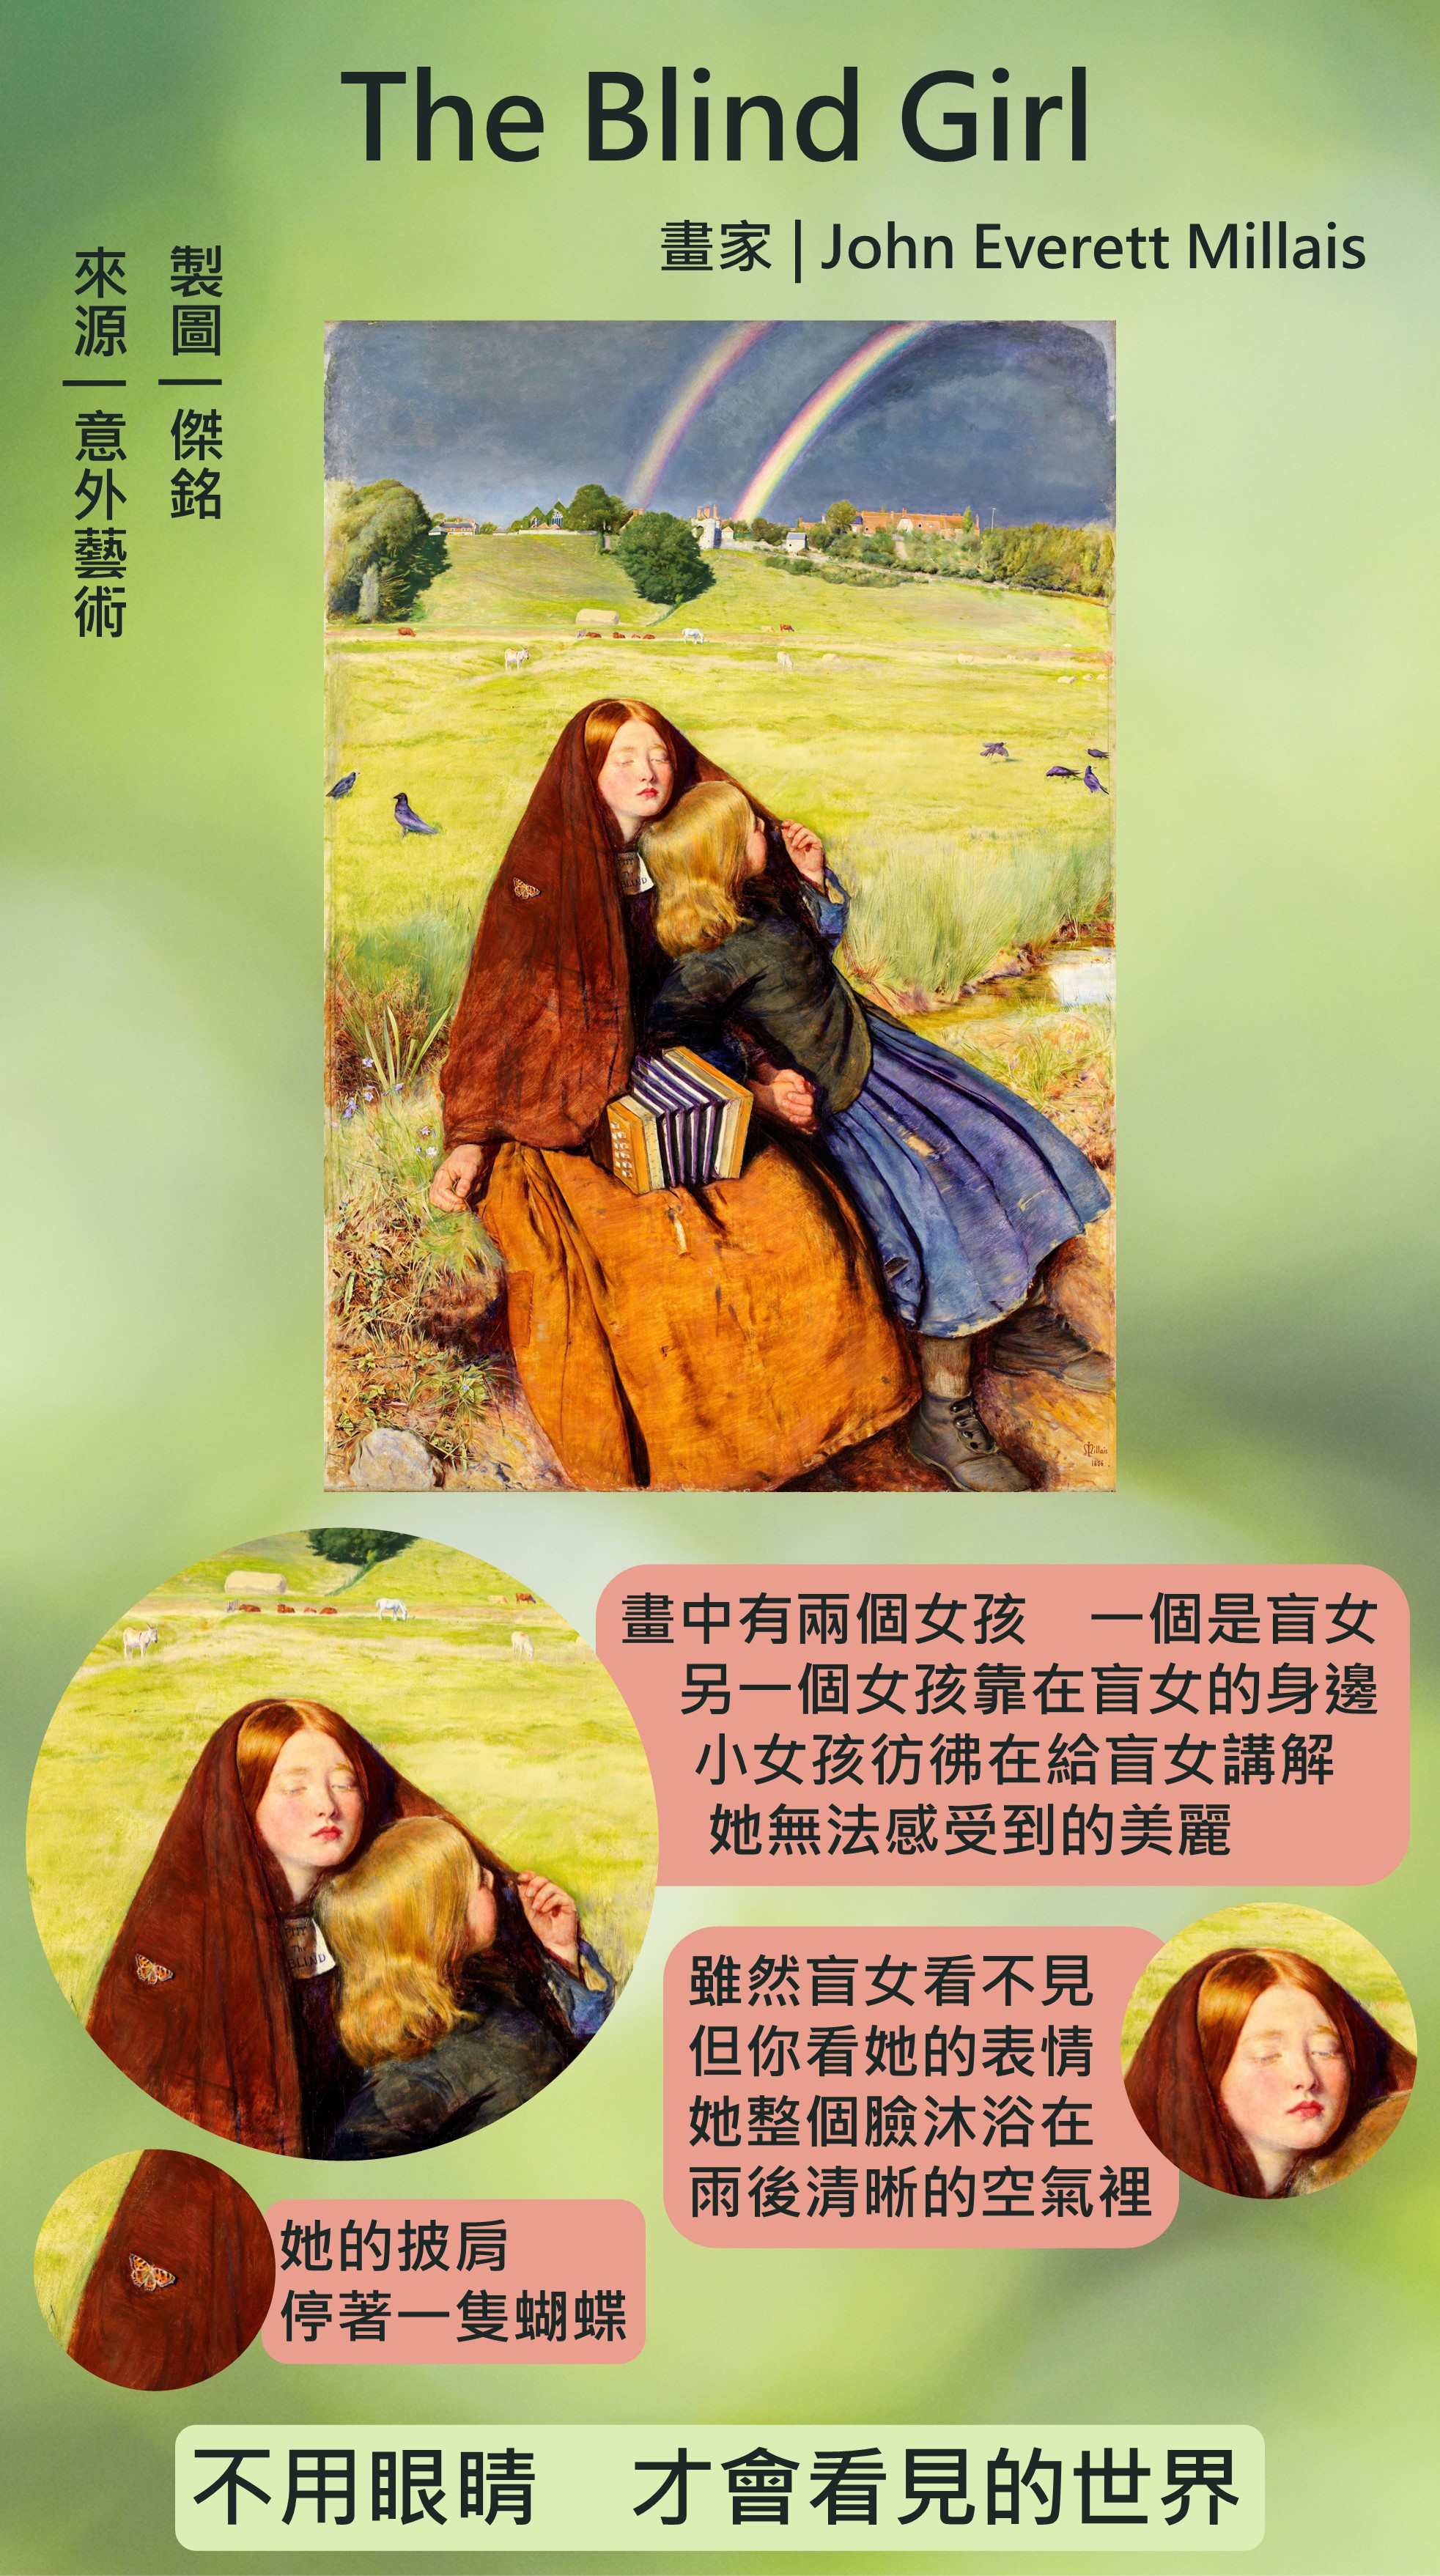 The Blind Girl
畫家 | John Everett Millais
製圖｜傑銘
來源｜意外藝術
PITY
The
BLIND
Millais
1856
畫中有兩個女孩　一個是盲女
另一個女孩靠在盲女的身邊
小女孩彷彿在給盲女講解
她無法感受到的美麗
雖然盲女看不見
但你看她的表情
她整個臉沐浴在
雨後清晰的空氣裡
她的披肩
停著一隻蝴蝶
不用眼睛　才會看見的世界